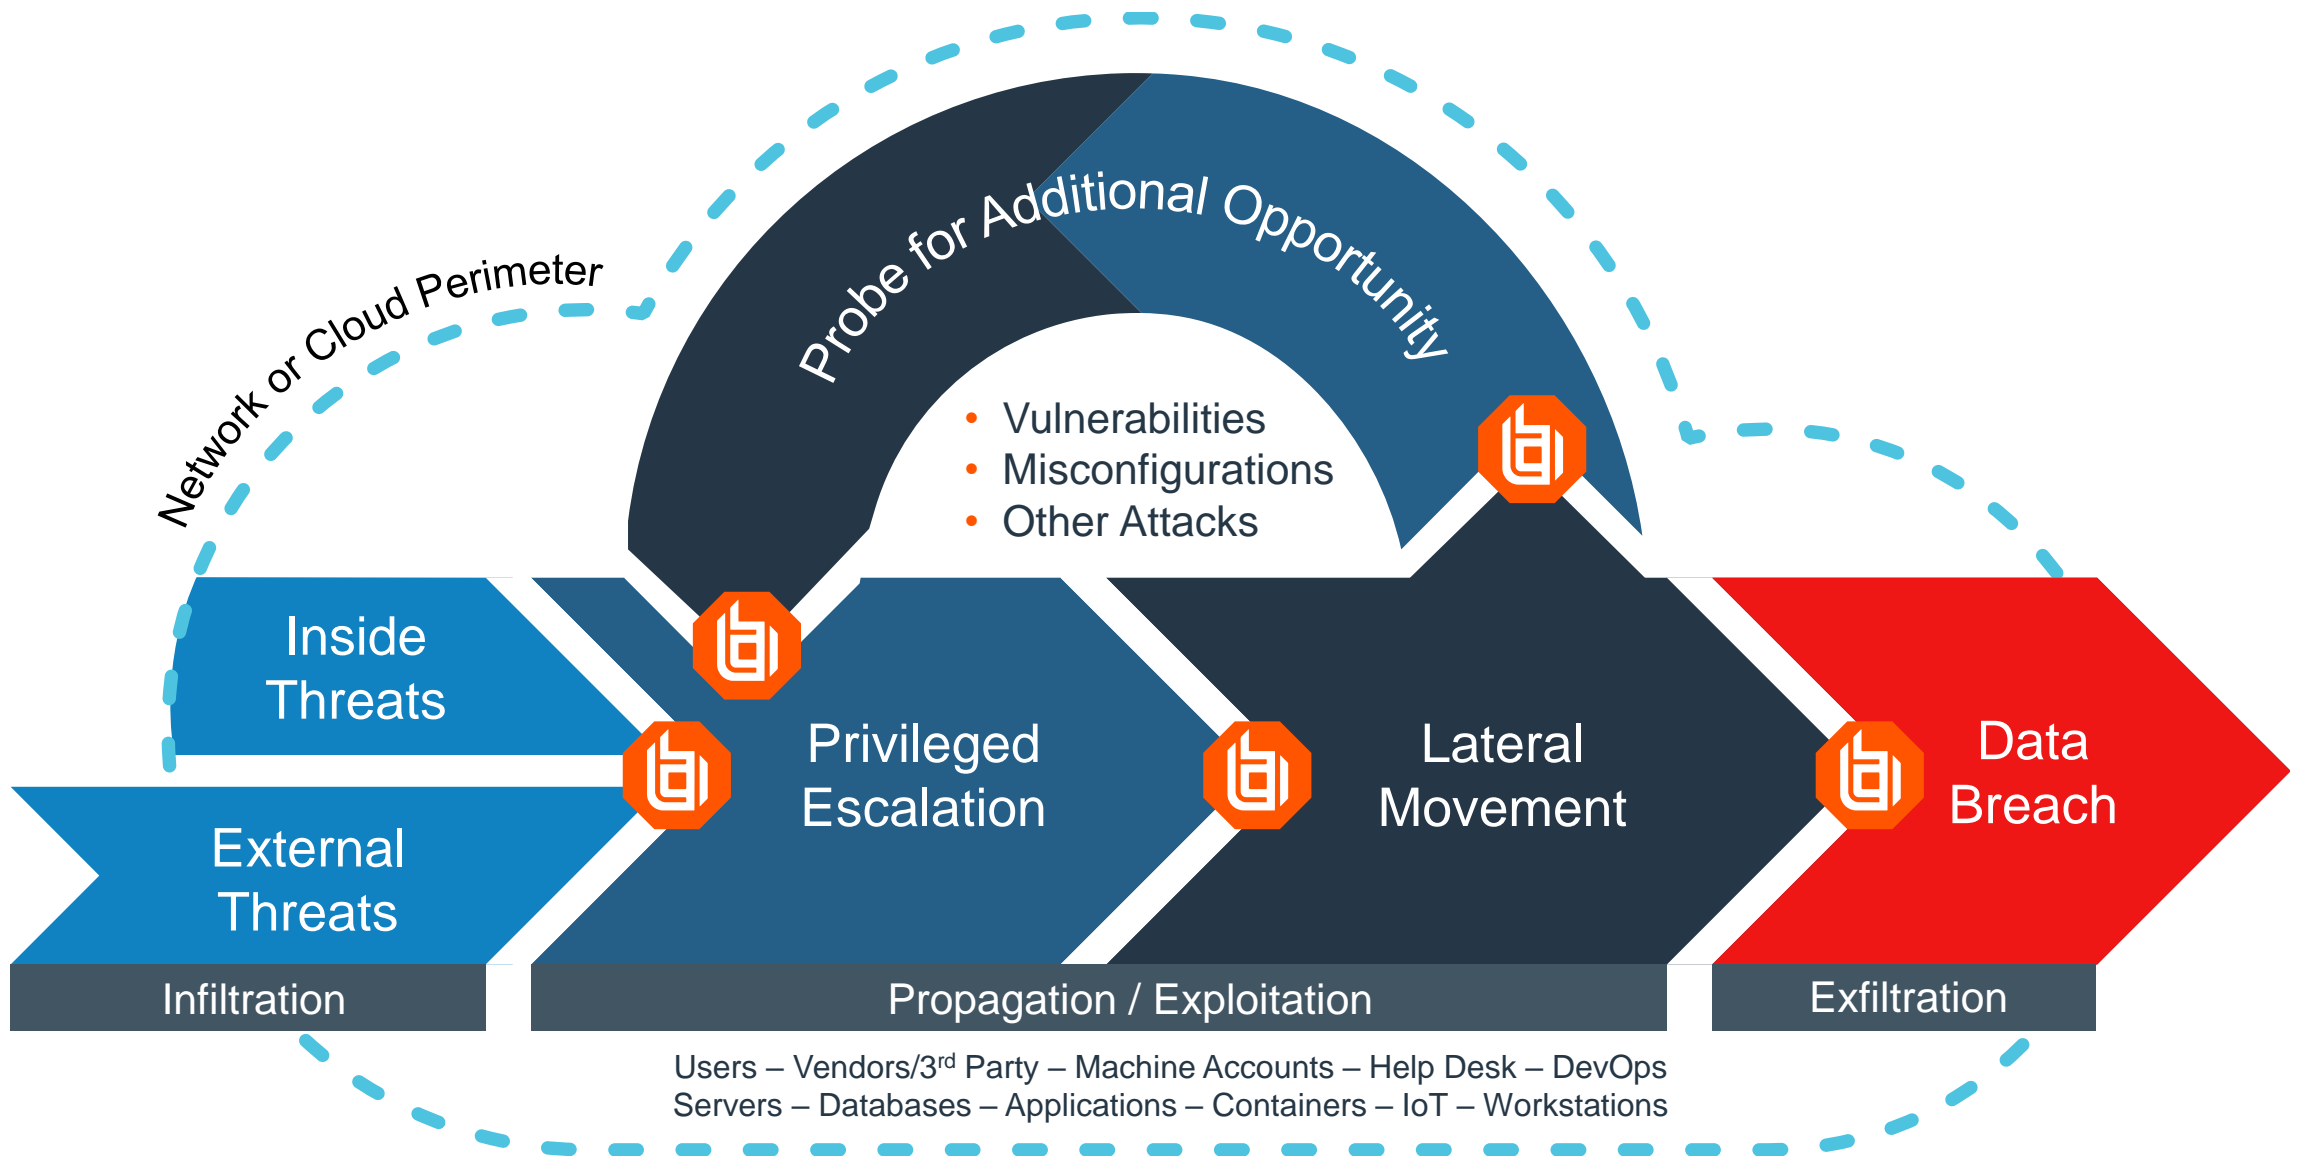 Network or Cloud Perimeter
Probe for Additional Opportunity
• Vulnerabilities
• Misconfigurations
• Other Attacks
Inside
Threats
External
Threats
Privileged
Escalation
Lateral
Movement
Data
Breach
Infiltration
Propagation / Exploitation
Exfiltration
Users – Vendors/3rd Party – Machine Accounts – Help Desk – DevOps
Servers – Databases – Applications – Containers – IoT – Workstations